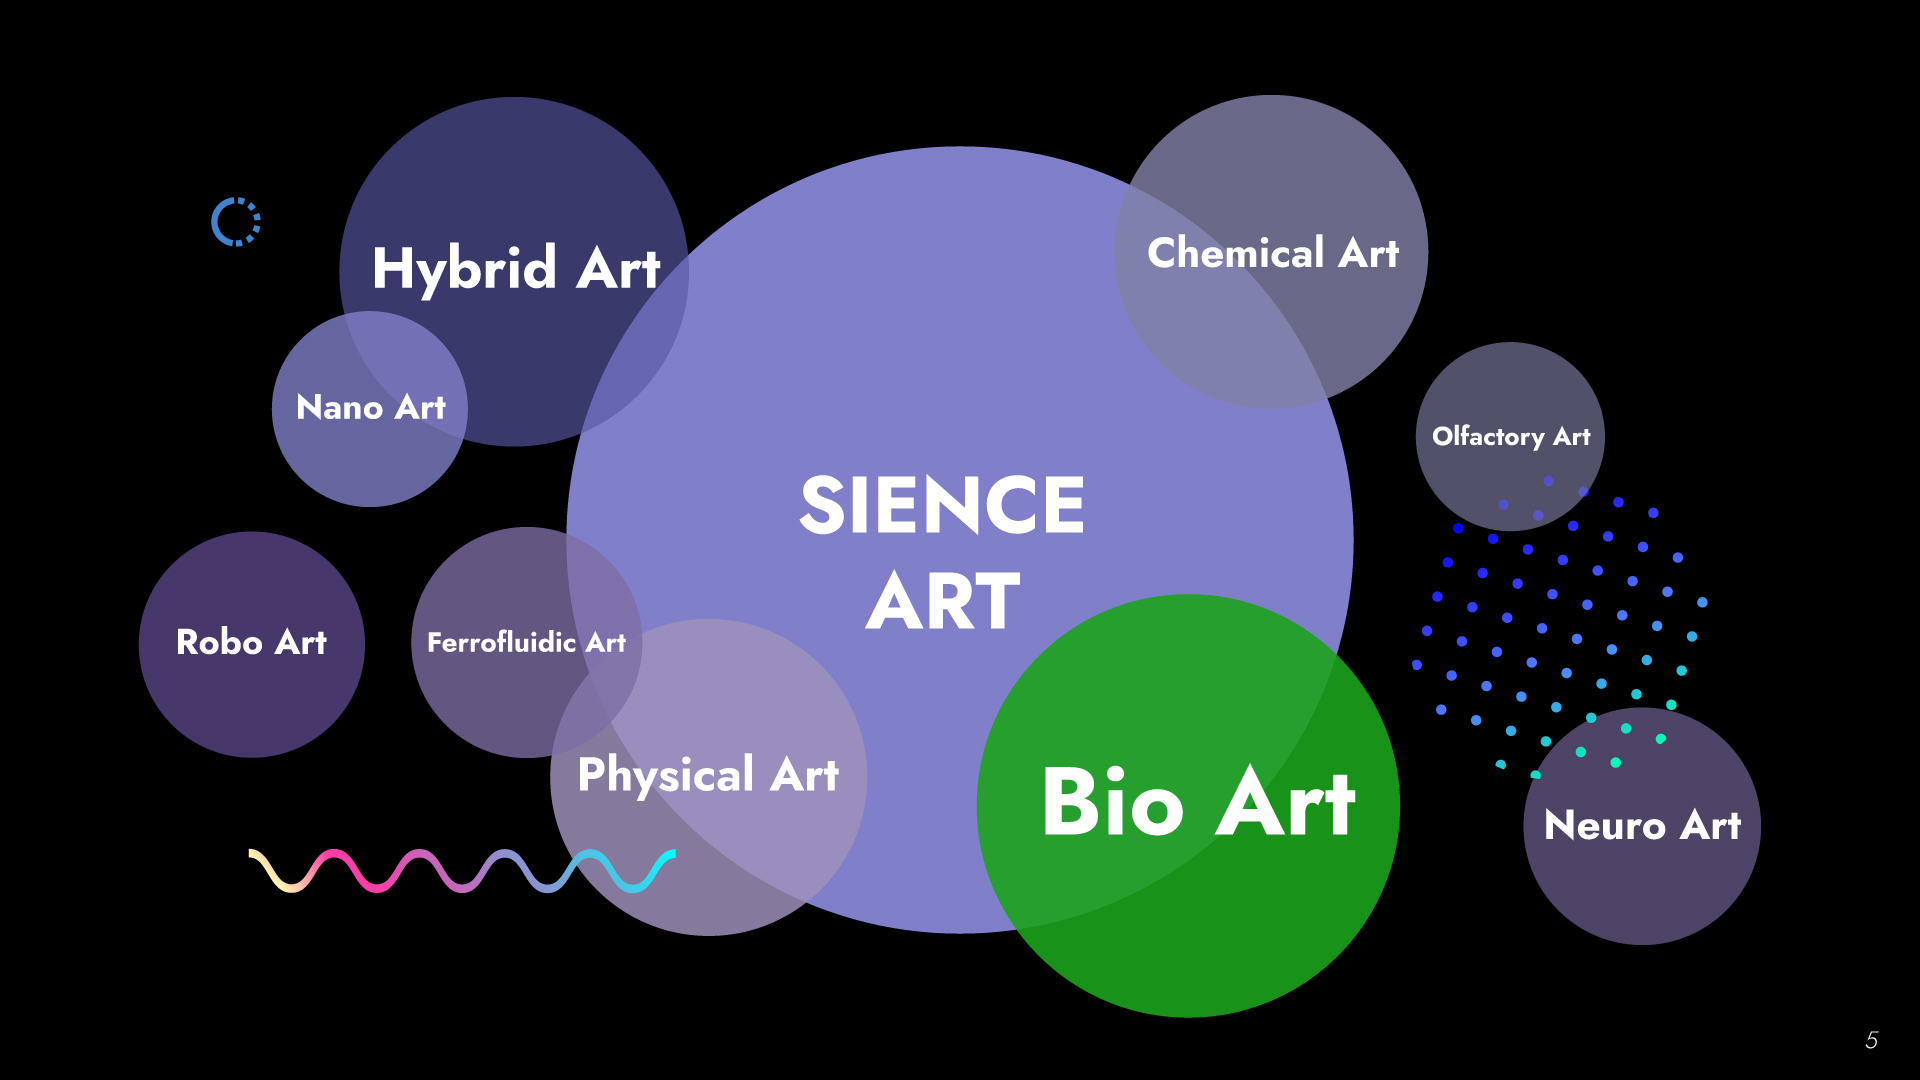 Hybrid Art
Chemical Art
Nano Art
Olfactory Art
SIENCE
ART
Robo Art
Ferrofluidic Art
Physical Art
Bio Art
Neuro Art
5